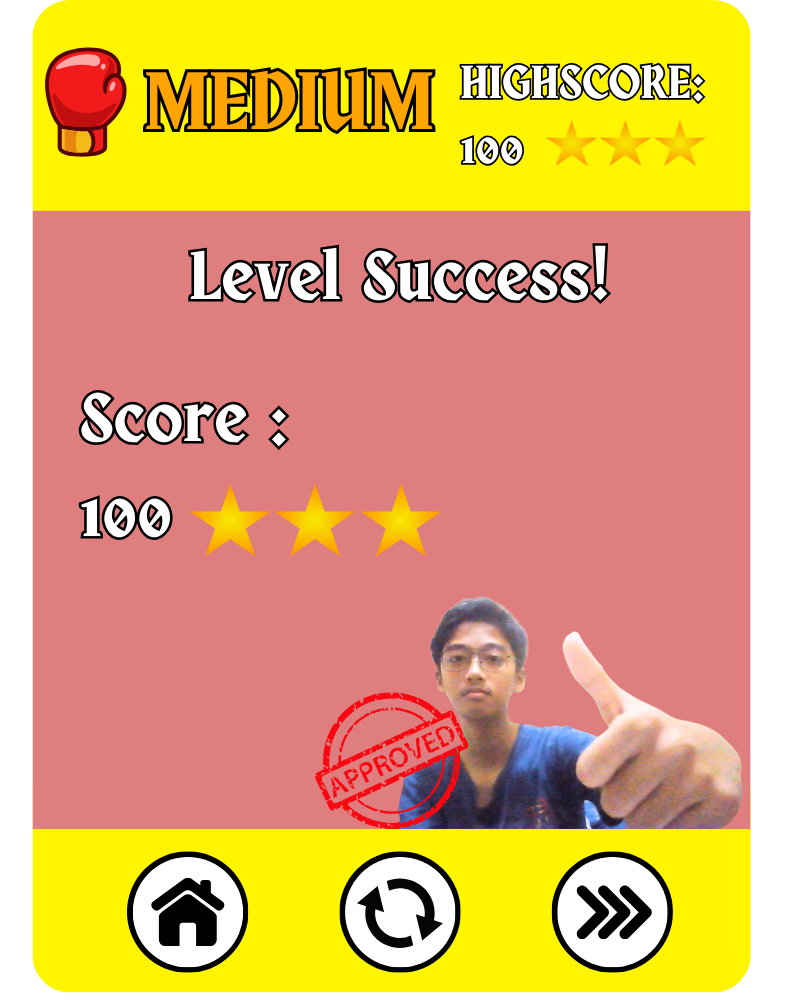 MEDIUM
HIGHSCORE:
100
Level Success!
Score :
100
APPROVED